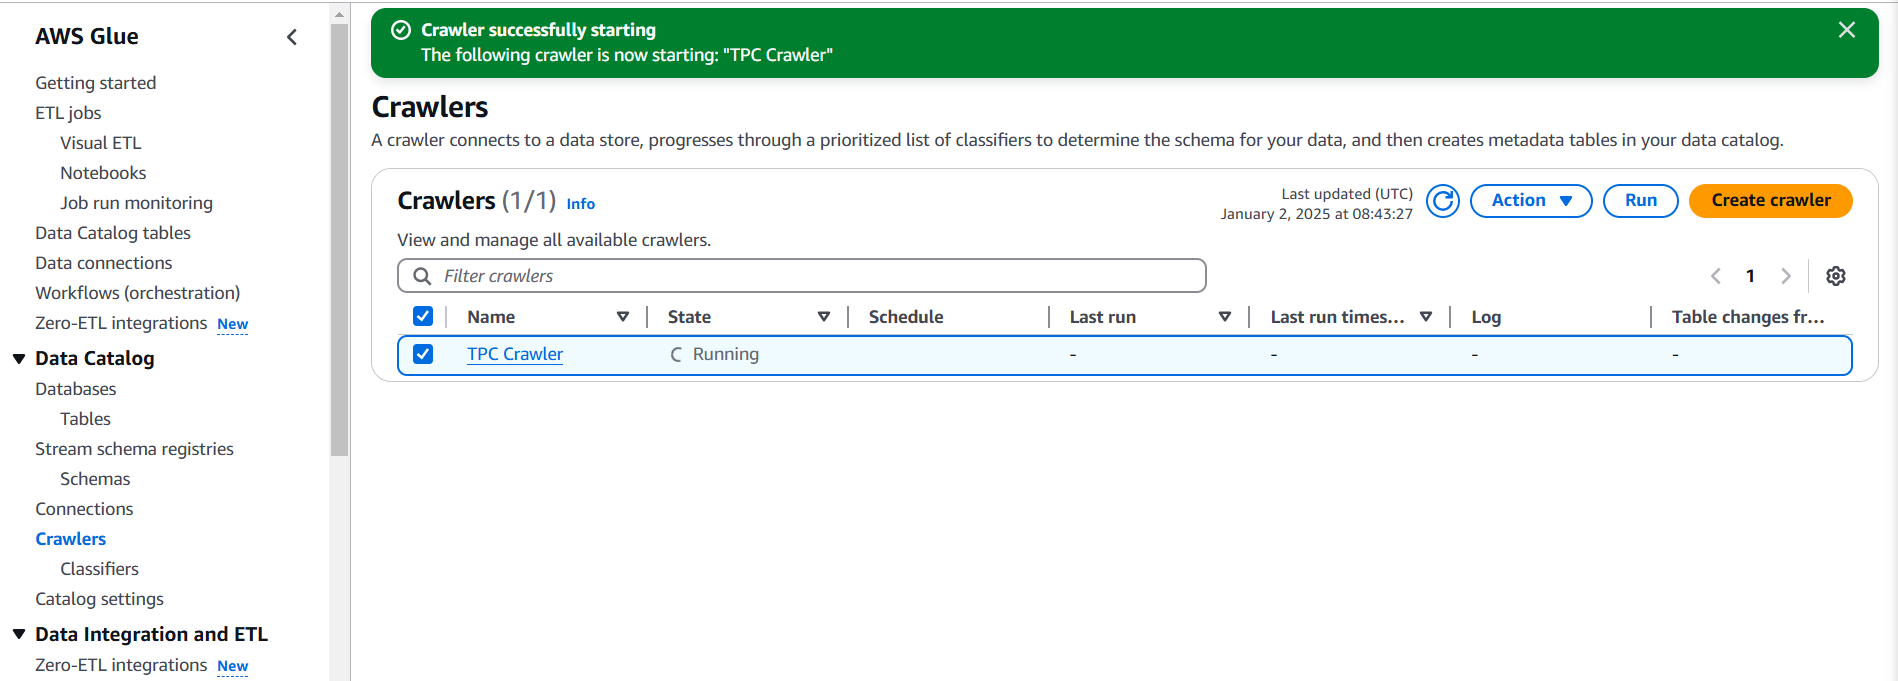 AWS Glue
Getting started
ETL jobs
Visual ETL
Notebooks
Job run monitoring
Data Catalog tables
Data connections
Workflows (orchestration)
Zero-ETL integrations New
Data Catalog
Databases
Tables
Stream schema registries
Schemas
Connections
Crawlers
Classifiers
Catalog settings
Data Integration and ETL
Zero-ETL integrations New
Crawler successfully starting
The following crawler is now starting: "TPC Crawler"
Crawlers
A crawler connects to a data store, progresses through a prioritized list of classifiers to determine the schema for your data, and then creates metadata tables in your data catalog.
Crawlers (1/1) Info
Last updated (UTC)
January 2, 2025 at 08:43:27
Action
Run
Create crawler
View and manage all available crawlers.
Filter crawlers
1
Name State Schedule Last run Last run times... Log Table changes fr...
TPC Crawler Running - - - -